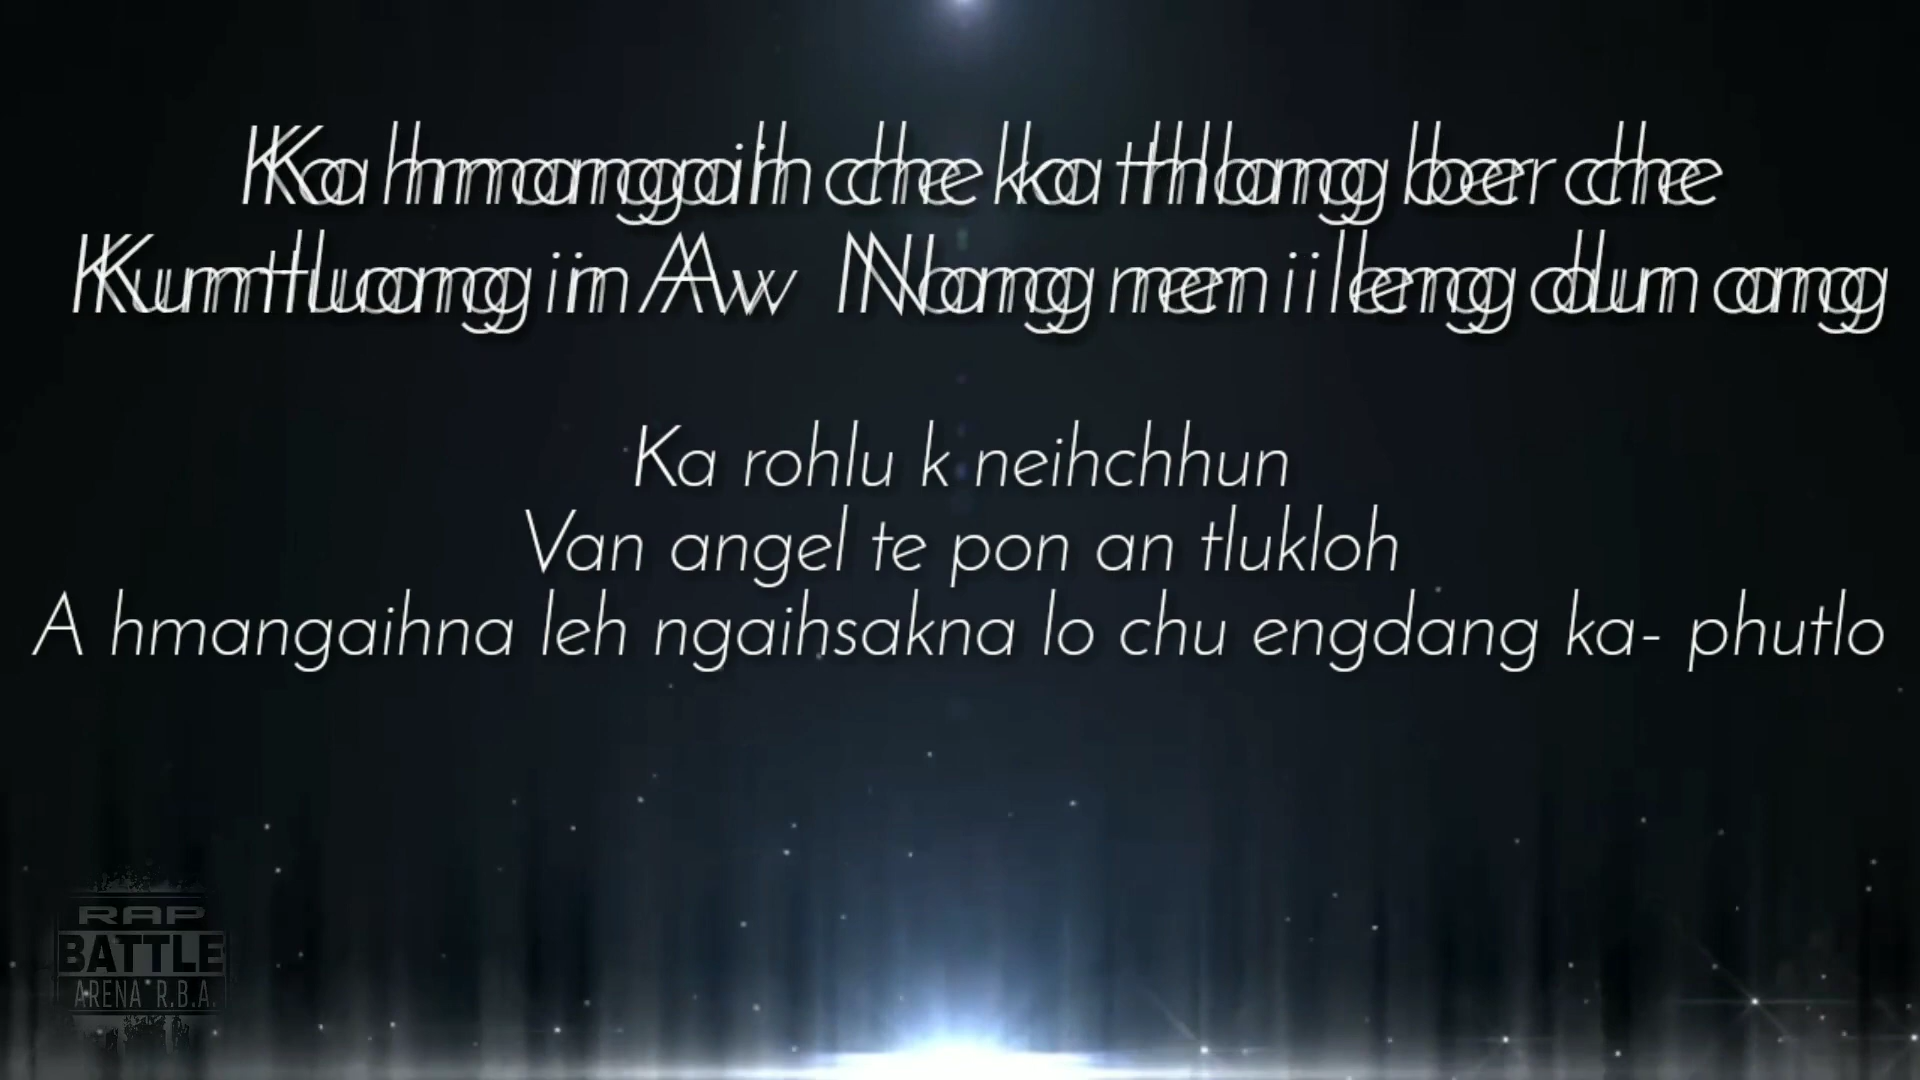 Ka hmangaih che ka thlang ber che
Kumtluang in Aw Nang nen i leng dun ang
Ka rohlu k neihchhun
Van angel te pon an tlukloh
A hmangaihna leh ngaihsakna lo chu engdang ka- phutlo
RAP
BATTLE
ARENA R.B.A.